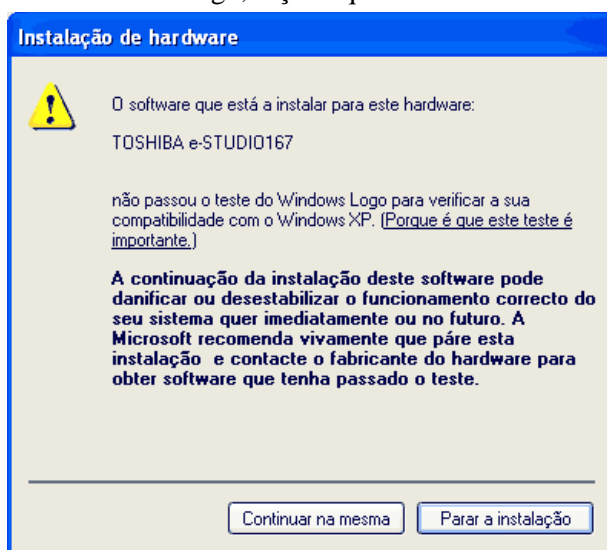 Instalação de hardware
O software que está a instalar para este hardware:
TOSHIBA e-STUDIO167
não passou o teste do Windows Logo para verificar a sua
compatibilidade com o Windows XP. (Porque é que este teste é
importante.)
A continuação da instalação deste software pode
danificar ou desestabilizar o funcionamento correcto do
seu sistema quer imediatamente ou no futuro. A
Microsoft recomenda vivamente que páre esta
instalação e contacte o fabricante do hardware para
obter software que tenha passado o teste.
Continuar na mesma Parar a instalação